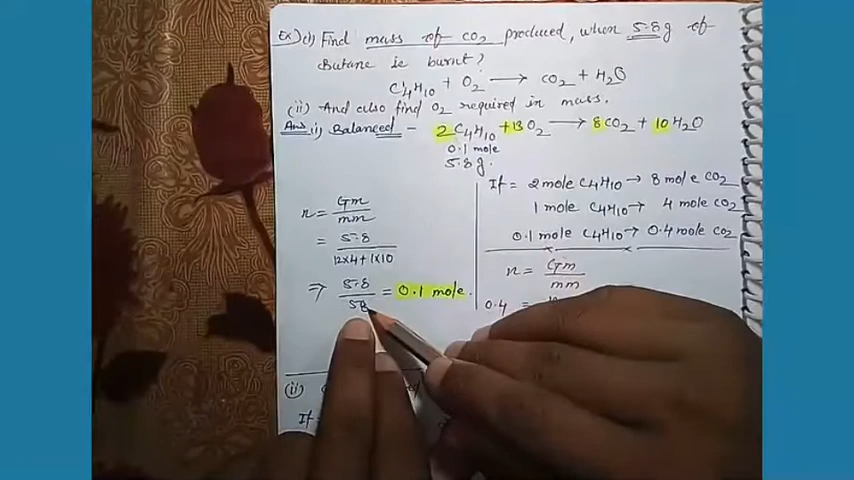 Ex) (i) Find mass of CO2 produced, when 5.8g of
Butane is burnt?
C4H10 + O2 → CO2 + H2O
(ii) And also find O2 required in mass.
Ans (i) Balanced - 2C4H10 + 13O2 → 8CO2 + 10H2O
0.1 mole
5.8g.
n = Gm / mm
= 5.8 / 12x4+1x10
⇒ 5.8 / 58 = 0.1 mole.
If = 2 mole C4H10 → 8 mole CO2
1 mole C4H10 → 4 mole CO2
0.1 mole C4H10 → 0.4 mole CO2
n = Gm / mm
0.4 =
(ii)
If